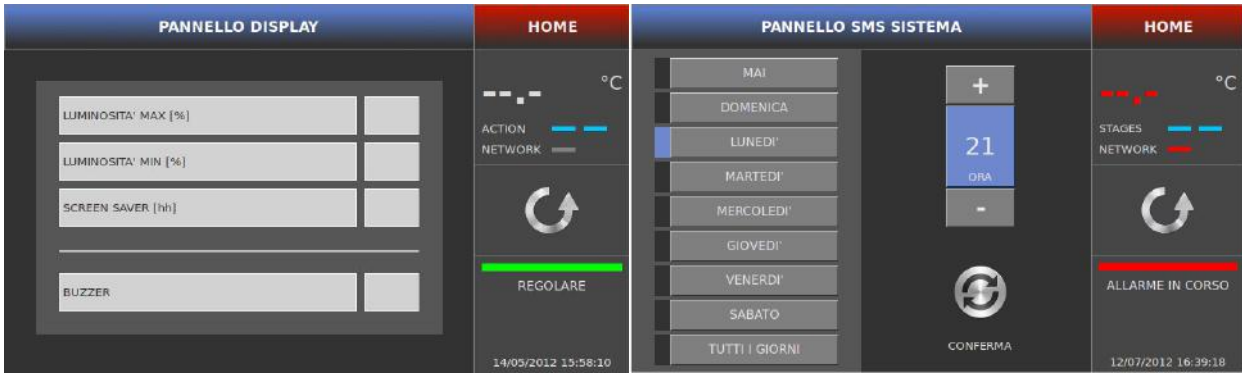 PANNELLO DISPLAY
HOME
LUMINOSITA' MAX [%]
LUMINOSITA' MIN [%]
SCREEN SAVER [hh]
BUZZER
--.- °C
ACTION
NETWORK
REGOLARE
14/05/2012 15:58:10
PANNELLO SMS SISTEMA
HOME
MAI
DOMENICA
LUNEDI'
MARTEDI'
MERCOLEDI'
GIOVEDI'
VENERDI'
SABATO
TUTTI I GIORNI
+
21
ORA
-
CONFERMA
--.- °C
STAGES
NETWORK
ALLARME IN CORSO
12/07/2012 16:39:18